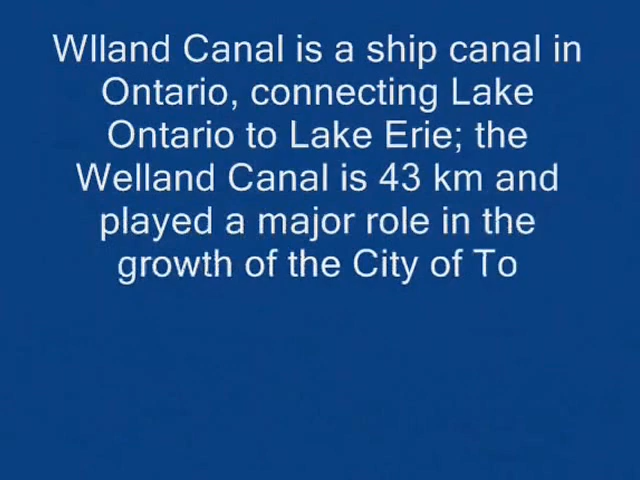 Wlland Canal is a ship canal in
Ontario, connecting Lake
Ontario to Lake Erie; the
Welland Canal is 43 km and
played a major role in the
growth of the City of To